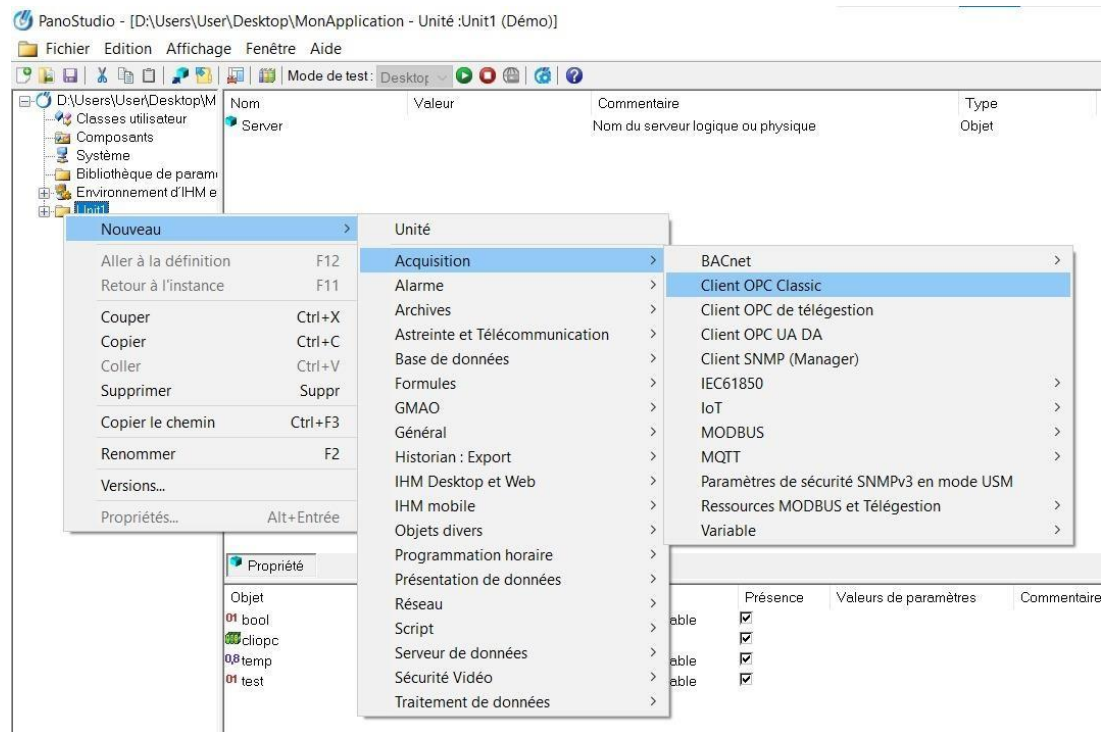 PanoStudio - [D:\Users\User\Desktop\MonApplication - Unité :Unit1 (Démo)]
Fichier Edition Affichage Fenêtre Aide
Mode de test : Desktop
D:\Users\User\Desktop\M
Classes utilisateur
Composants
Système
Bibliothèque de param
Environnement d'IHM e
Unit1
Nom Valeur Commentaire Type
Server Nom du serveur logique ou physique Objet
Nouveau >
Aller à la définition F12
Retour à l'instance F11
Couper Ctrl+X
Copier Ctrl+C
Coller Ctrl+V
Supprimer Suppr
Copier le chemin Ctrl+F3
Renommer F2
Versions...
Propriétés... Alt+Entrée
Unité
Acquisition >
Alarme >
Archives >
Astreinte et Télécommunication >
Base de données >
Formules >
GMAO >
Général >
Historian : Export >
IHM Desktop et Web >
IHM mobile >
Objets divers >
Programmation horaire >
Présentation de données >
Réseau >
Script >
Serveur de données >
Sécurité Vidéo >
Traitement de données >
BACnet >
Client OPC Classic
Client OPC de télégestion
Client OPC UA DA
Client SNMP (Manager)
IEC61850 >
IoT >
MODBUS >
MQTT >
Paramètres de sécurité SNMPv3 en mode USM
Ressources MODBUS et Télégestion >
Variable >
Propriété
Objet Présence Valeurs de paramètres Commentaire
01 bool able
cliopc
0,8 temp able
01 test able